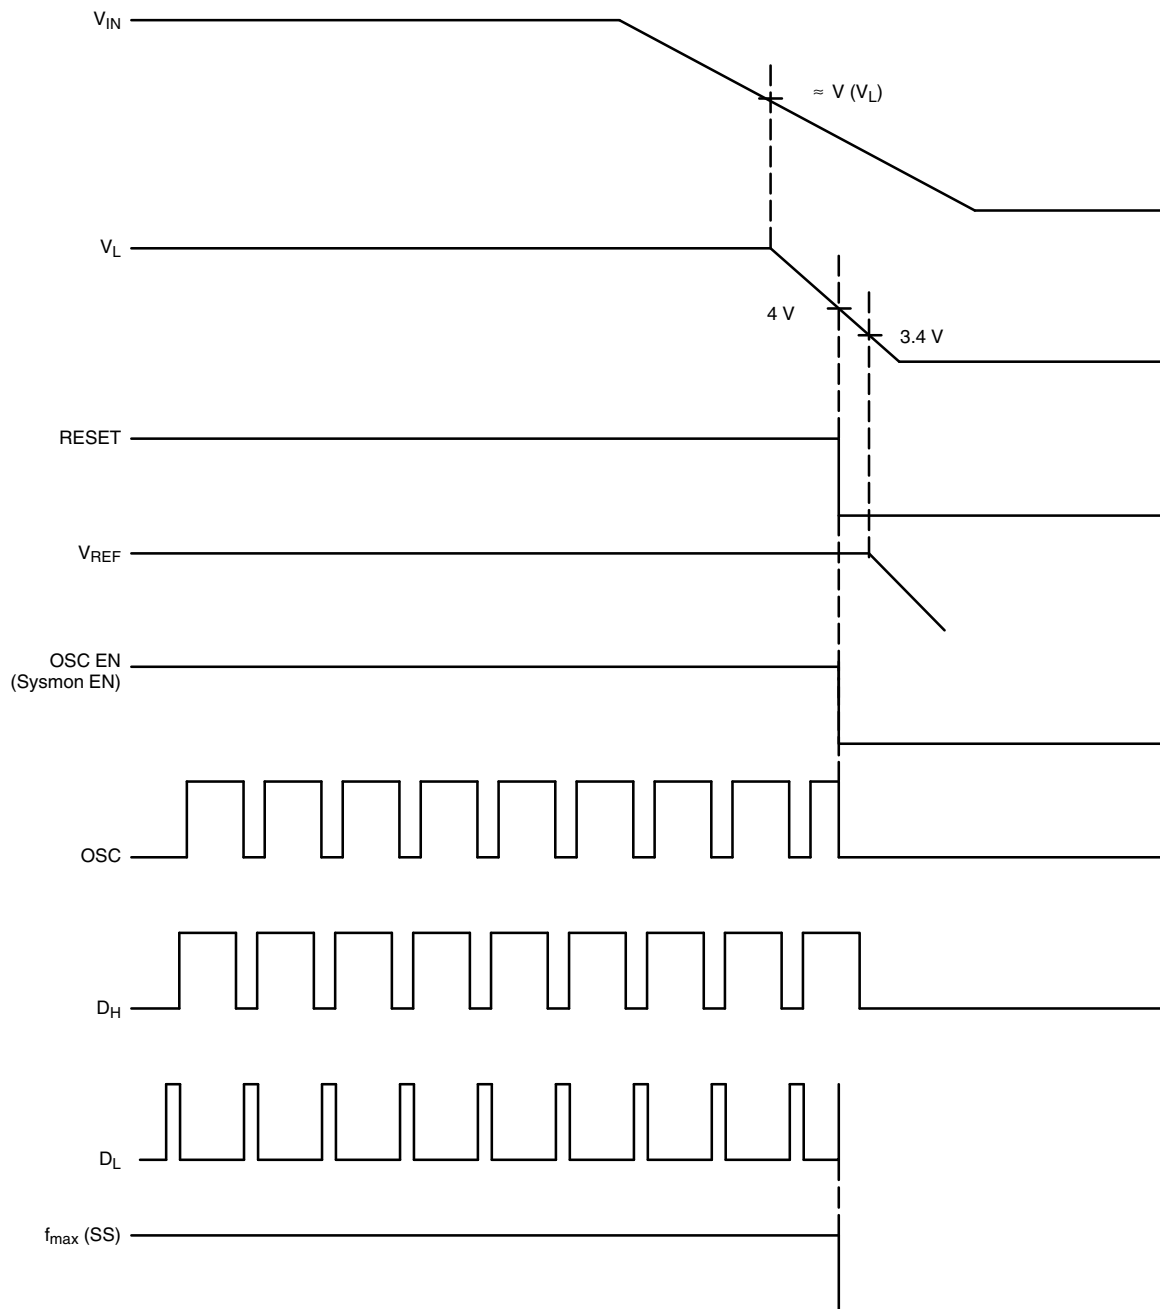 VIN
≈ V (VL)
VL
4 V
3.4 V
RESET
VREF
OSC EN
(Sysmon EN)
OSC
DH
DL
fmax (SS)